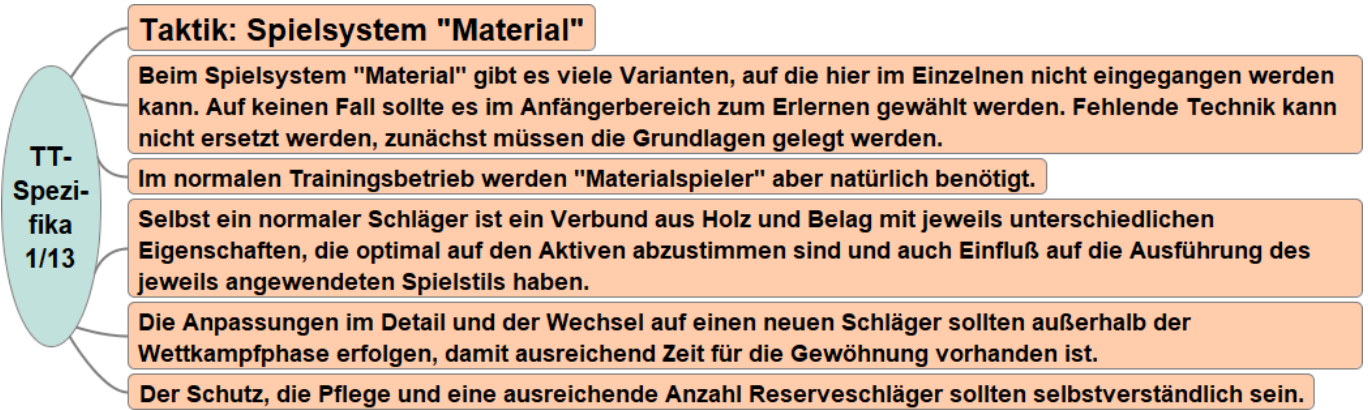 Taktik: Spielsystem "Material"
Beim Spielsystem "Material" gibt es viele Varianten, auf die hier im Einzelnen nicht eingegangen werden
kann. Auf keinen Fall sollte es im Anfängerbereich zum Erlernen gewählt werden. Fehlende Technik kann
nicht ersetzt werden, zunächst müssen die Grundlagen gelegt werden.
TT-
Spezi-
fika
1/13
Im normalen Trainingsbetrieb werden "Materialspieler" aber natürlich benötigt.
Selbst ein normaler Schläger ist ein Verbund aus Holz und Belag mit jeweils unterschiedlichen
Eigenschaften, die optimal auf den Aktiven abzustimmen sind und auch Einfluß auf die Ausführung des
jeweils angewendeten Spielstils haben.
Die Anpassungen im Detail und der Wechsel auf einen neuen Schläger sollten außerhalb der
Wettkampfphase erfolgen, damit ausreichend Zeit für die Gewöhnung vorhanden ist.
Der Schutz, die Pflege und eine ausreichende Anzahl Reserveschläger sollten selbstverständlich sein.